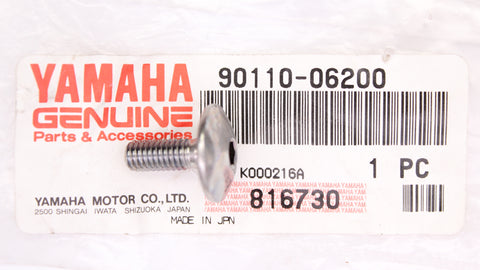 YAMAHA
GENUINE
Parts & Accessories
90110-06200
K000216A
1 PC
816730
YAMAHA MOTOR CO., LTD.
2500 SHINGAI IWATA SHIZUOKA JAPAN
MADE IN JPN